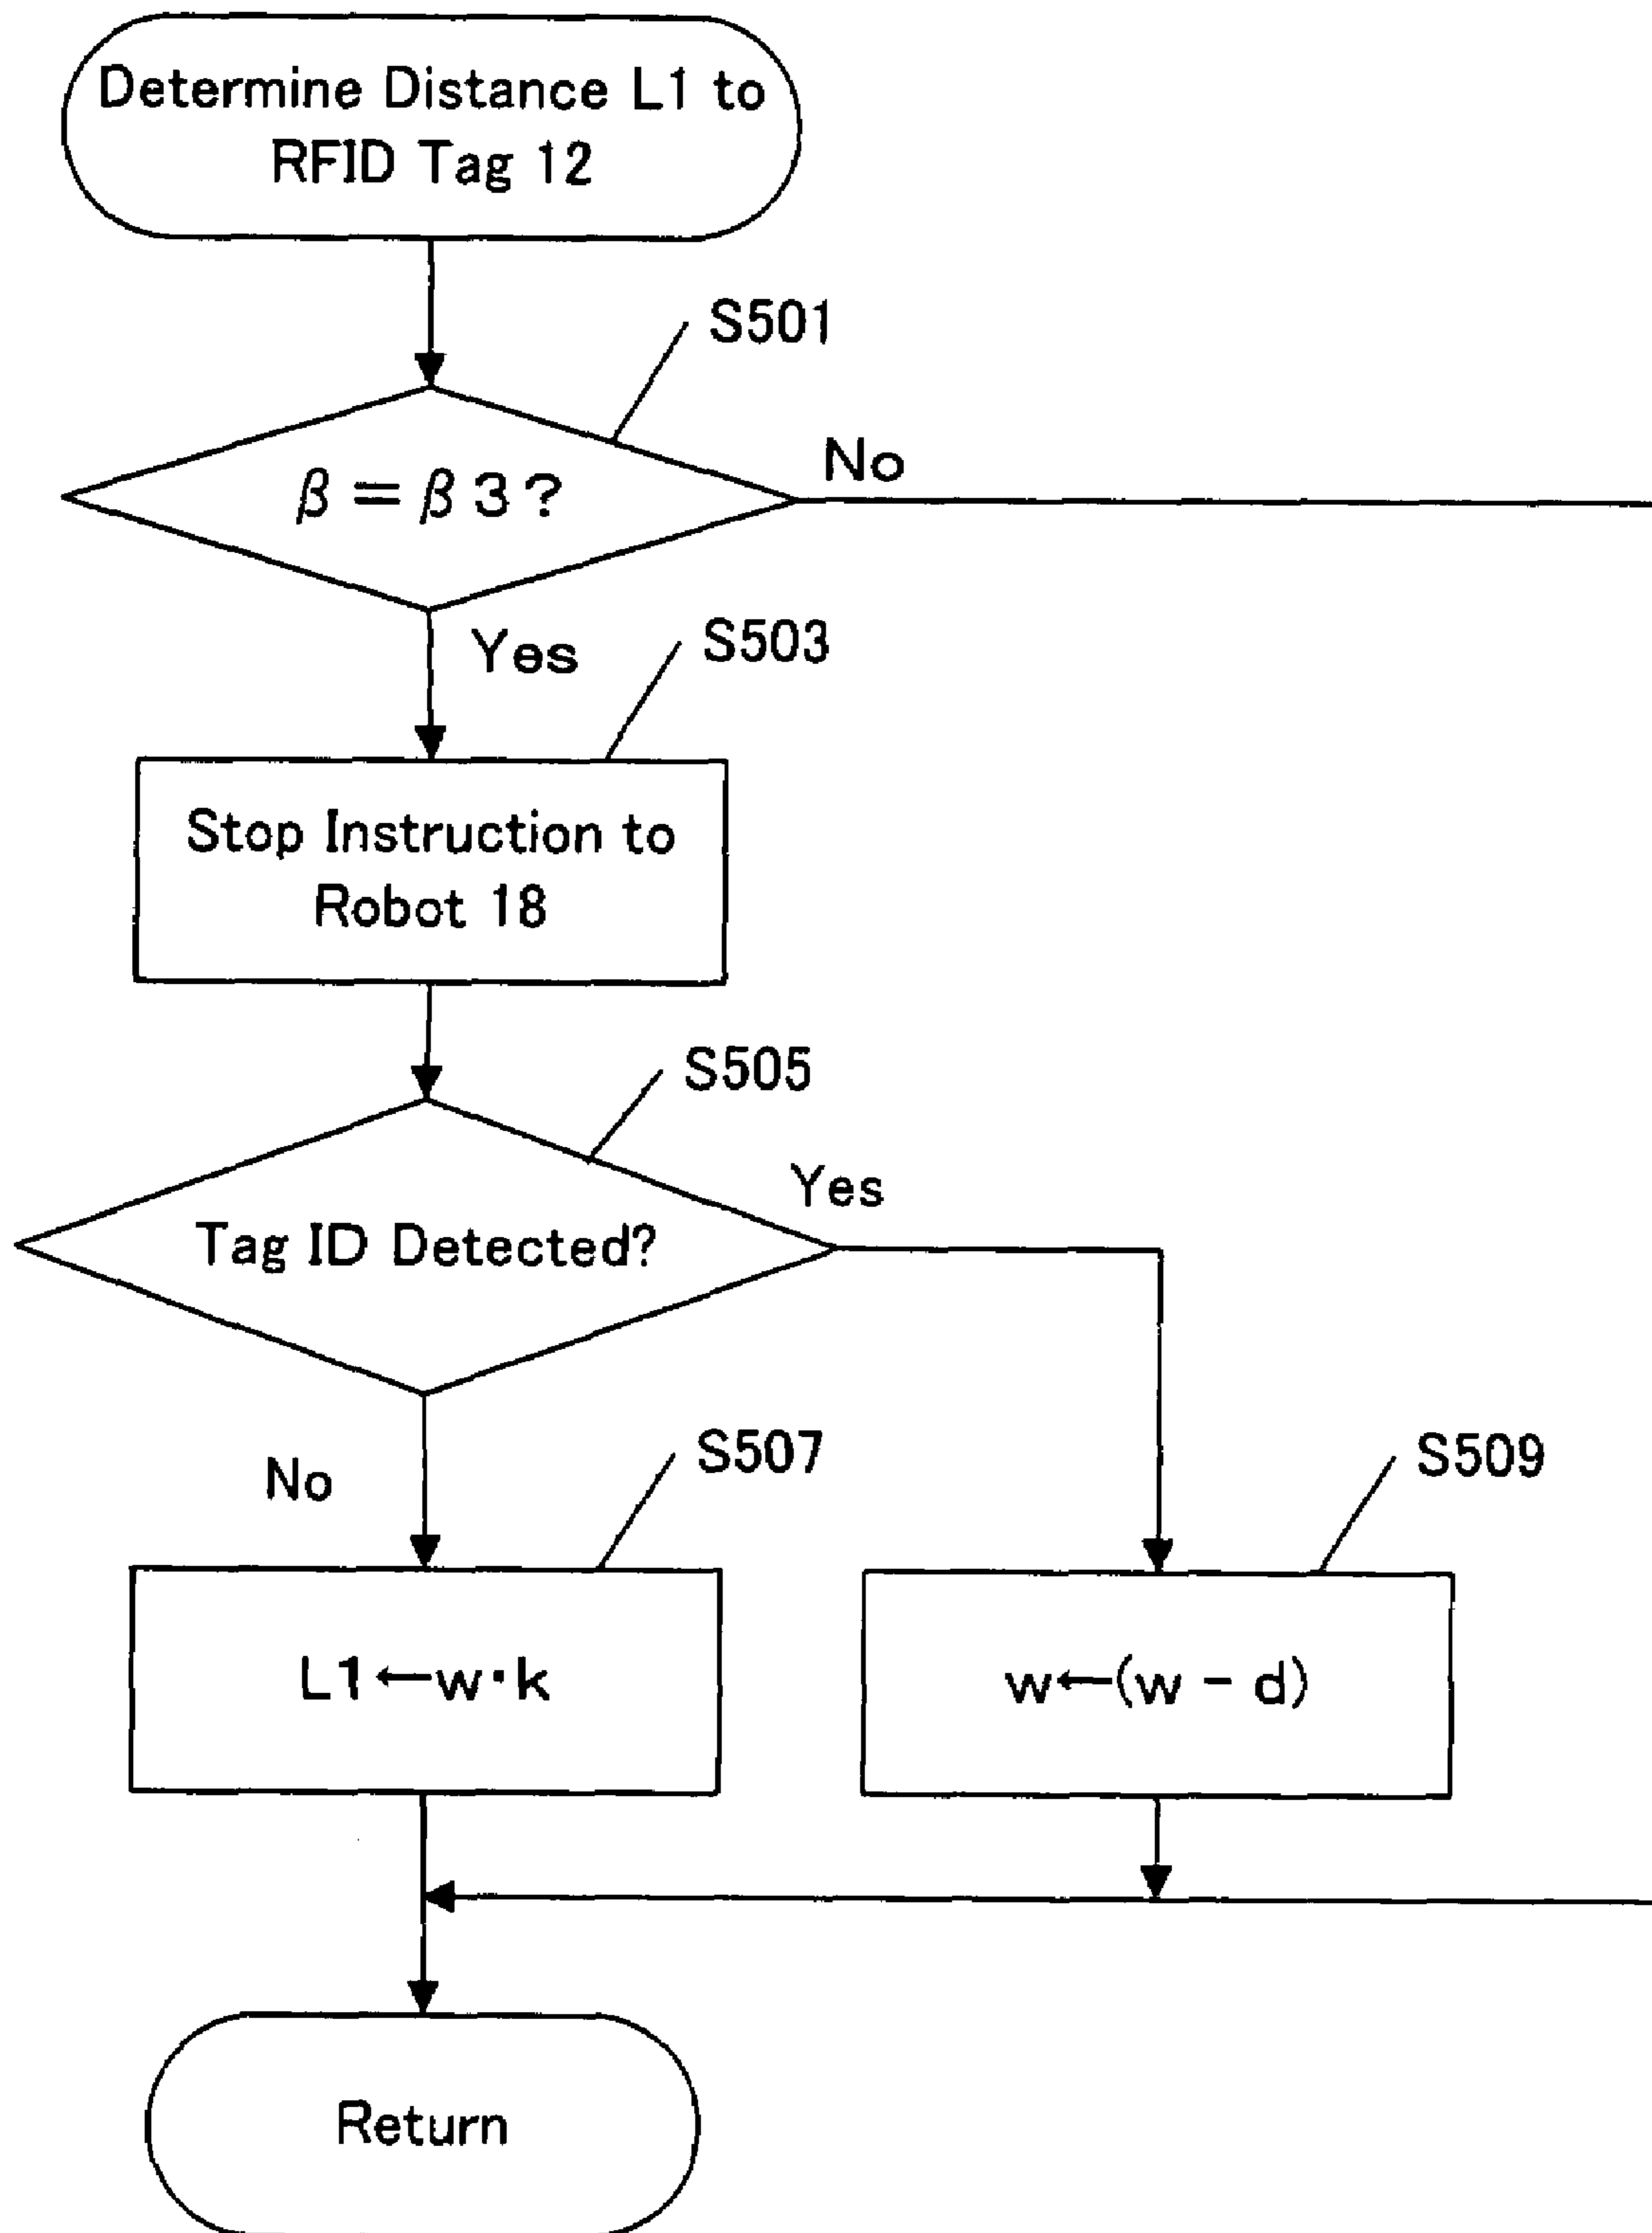 Determine Distance L1 to
RFID Tag 12
S501
β=β3?
No
Yes
S503
Stop Instruction to
Robot 18
S505
Tag ID Detected?
Yes
No
S507
S509
L1←w·k
w←(w - d)
Return